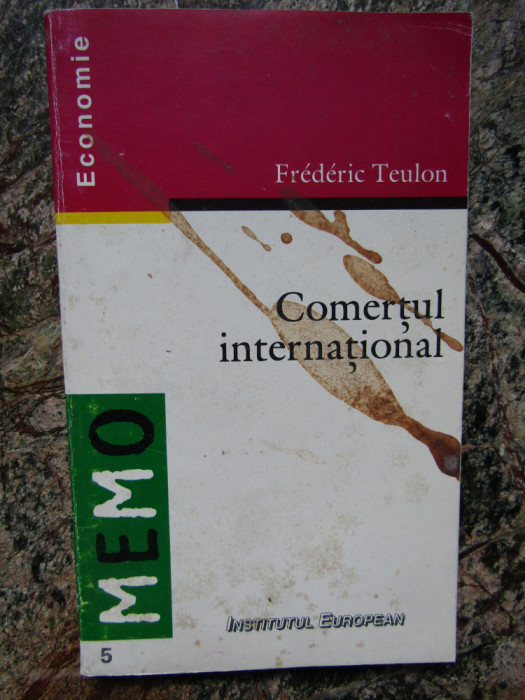 Economie
Frédéric Teulon
Comerțul
internațional
MEMO
INSTITUTUL EUROPEAN
5